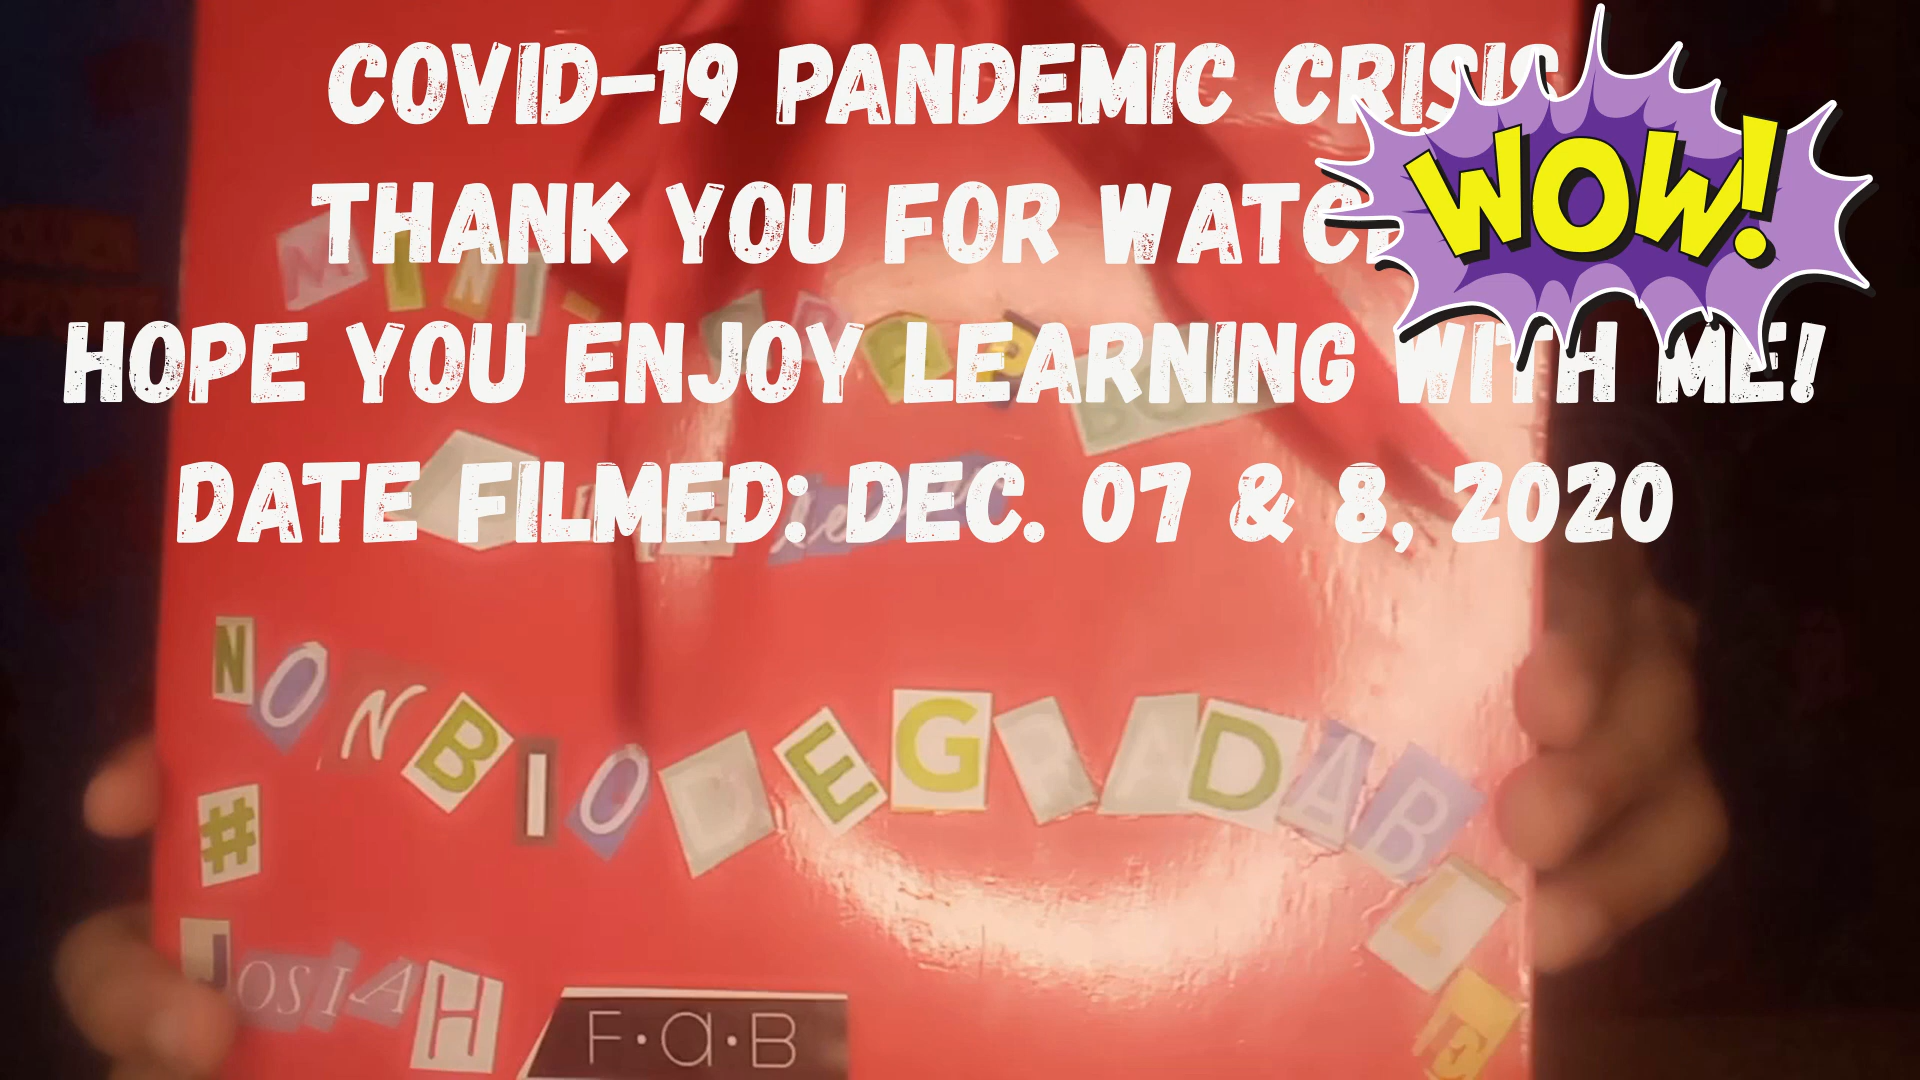 COVID-19 PANDEMIC CRISIS
WOW!
THANK YOU FOR
HOPE YOU ENJOY LEARNING WITH ME!
DATE FILMED: DEC. 07 & 8, 2020
MINI-
NONBIODEGRADABLE
#
JOSIAH
F.a.B